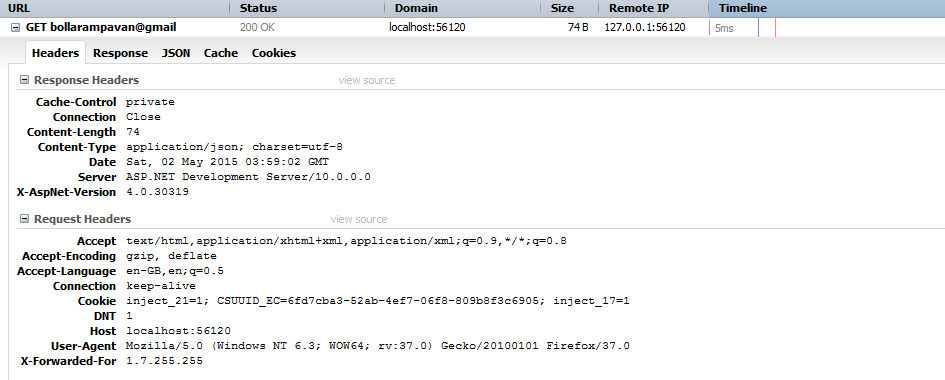 URL Status Domain Size Remote IP Timeline
GET bollarampavan@gmail 200 OK localhost:56120 74 B 127.0.0.1:56120 5ms
Headers Response JSON Cache Cookies
Response Headers view source
Cache-Control private
Connection Close
Content-Length 74
Content-Type application/json; charset=utf-8
Date Sat, 02 May 2015 03:59:02 GMT
Server ASP.NET Development Server/10.0.0.0
X-AspNet-Version 4.0.30319
Request Headers view source
Accept text/html,application/xhtml+xml,application/xml;q=0.9,*/*;q=0.8
Accept-Encoding gzip, deflate
Accept-Language en-GB,en;q=0.5
Connection keep-alive
Cookie inject_21=1; CSUUID_EC=6fd7cba3-52ab-4ef7-06f8-809b8f3c6905; inject_17=1
DNT 1
Host localhost:56120
User-Agent Mozilla/5.0 (Windows NT 6.3; WOW64; rv:37.0) Gecko/20100101 Firefox/37.0
X-Forwarded-For 1.7.255.255